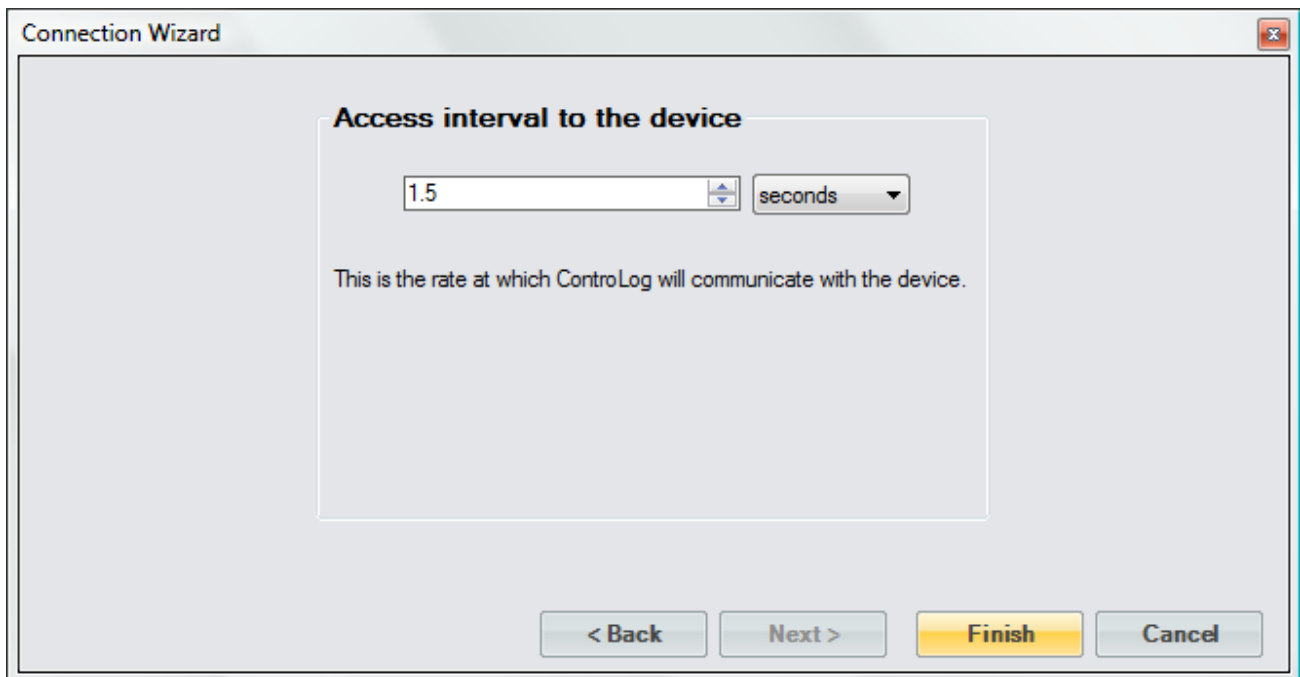 Connection Wizard
Access interval to the device
1.5 seconds
This is the rate at which ControLog will communicate with the device.
< Back Next > Finish Cancel